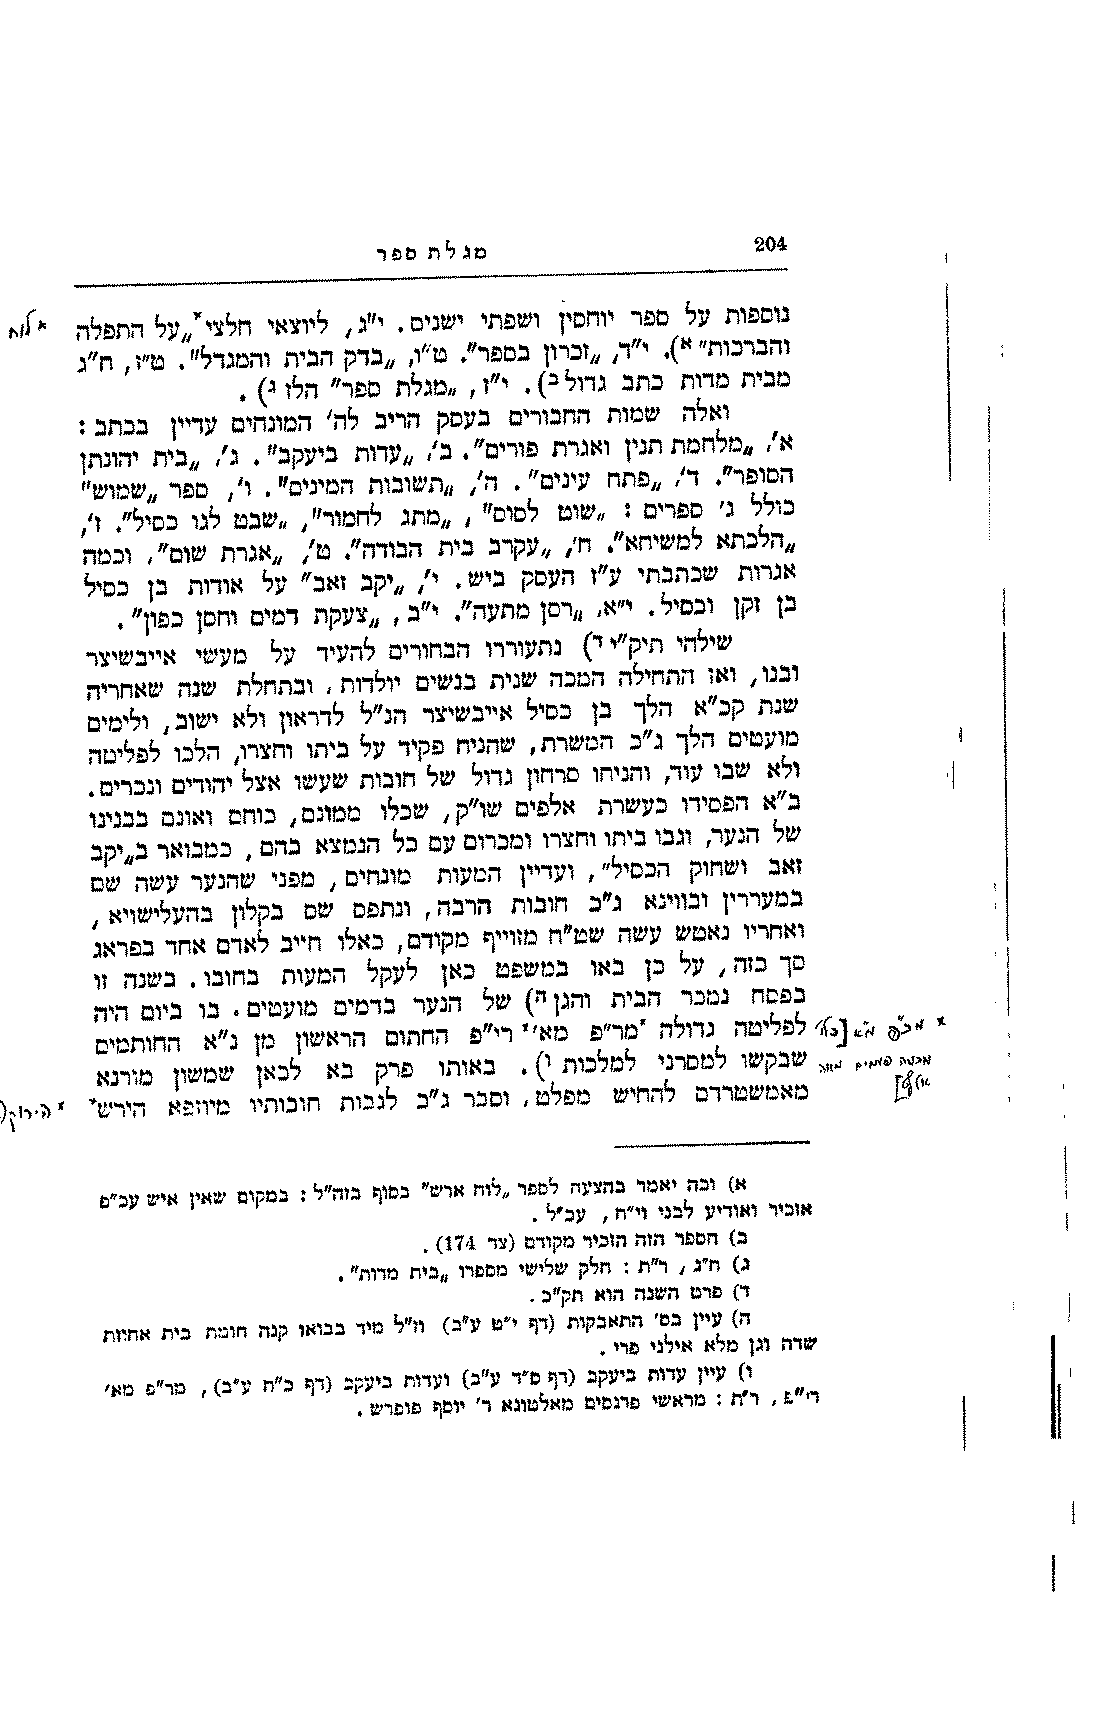 204
מגלת ספר
נוספות על ספר יוחסין ושפתי ישנים. י"ג, ליוצאי חלצי* „על התפלה
והברכות" א). י"ד, „זכרון בספר". ט"ו, „בדק הבית והמגדל". ט"ז, ח"ג
מבית מדות כתב גדול ב). י"ז, „מגלת ספר" הלז ג).
ואלה שמות החבורים בעסק הריב לה' המונחים עדיין בכתב:
א', „מלחמת תנין ואגרת פורים". ב', „עדות ביעקב". ג', „בית יהונתן
הסופר". ד', „פתח עינים". ה', „תשובות המינים". ו', ספר „שמוש"
כולל ג' ספרים: „שוט לסוס", „מתג לחמור", „שבט לגו כסיל". ז',
„הלכתא למשיחא". ח', „עקרב בית הבודה". ט', „אגרת שום", וכמה
אגרות שכתבתי ע"ז העסק ביש. י', „יקב זאב" על אודות בן כסיל
בן זקן וכסיל. י"א, „רסן מתעה". י"ב, „צעקת דמים וחסן כפון".
שילהי תיק"י ד) נתעוררו הבחורים להעיד על מעשי אייבשיצר
ובנו, ואז התחילה המכה שנית בנשים יולדות, ובתחלת שנה שאחריה
שנת קכ"א הלך בן כסיל אייבשיצר הנ"ל לדראון ולא ישוב, ולימים
מועטים הלך ג"כ המשרת, שהניח פקיד על ביתו וחצרו, הלכו לפליטה
ולא שבו עוד, והניחו סרחון גדול של חובות שעשו אצל יהודים ונכרים.
ב"א הפסידו כעשרת אלפים שו"ק, שכלו ממונם, כוחם ואונם בבנינו
של הנער, וגבו ביתו וחצרו ומכרום עם כל הנמצא בהם, כמבואר ב„יקב
זאב ושחוק הכסיל", ועדיין המעות מונחים, מפני שהנער עשה שם
במעררין ובווינא ג"כ חובות הרבה, ונתפס שם בקלון בהעלישויא,
ואחריו נאטש עשה שט"ח מזוייף מקודם, כאלו חייב לאדם אחד בפראג
סך כזה, על כן באו במשפט כאן לעקל המעות בחובו. בשנה זו
בפסח נמכר הבית והגן ה) של הנער בדמים מועטים. בו ביום היה
לפליטה גדולה *מר"פ מא'* רי"פ החתום הראשון מן נ"א החותמים
שבקשו למסרני למלכות ו). באותו פרק בא לכאן שמשון מורנא
מאמשטרדם להחיש מפלט, וסבר ג"כ לגבות חובותיו מיוזפא הירש*
א) וכה יאמר בהצעה לספר „לוח ארש" בסוף בזה"ל: במקום שאין איש עכ"פ
אזכיר ואודיע לבני וי"ח, עכ"ל.
ב) הספר הזה הזכיר מקודם (צד 174).
ג) ח"ג, ר"ת: חלק שלישי מספרו „בית מדות".
ד) פרט השנה הוא תק"כ.
ה) עיין בס' התאבקות (דף י"ט ע"ב) וז"ל מיד בבואו קנה חומת בית אחוזת
שדה וגן מלא אילני פרי.
ו) עיין עדות ביעקב (דף ס"ד ע"ב) ועדות ביעקב (דף כ"ח ע"ב), מר"פ מא'
רי"פ, ר"ת: מראשי פרנסים מאלטונא ר' יוסף פופרש.